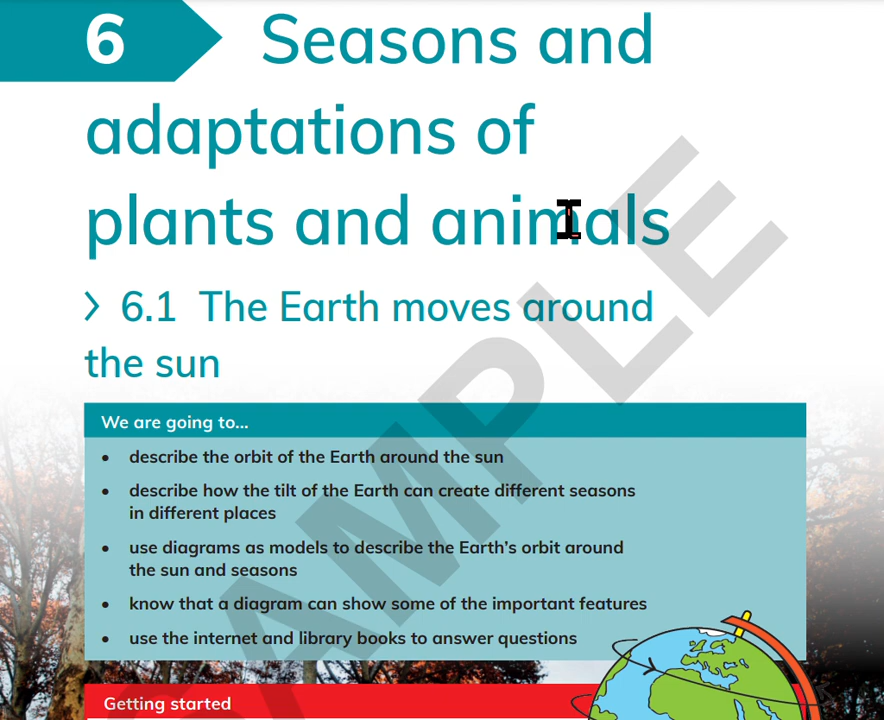 6 Seasons and
adaptations of
plants and animals
6.1 The Earth moves around
the sun
We are going to...
• describe the orbit of the Earth around the sun
• describe how the tilt of the Earth can create different seasons
in different places
• use diagrams as models to describe the Earth's orbit around
the sun and seasons
• know that a diagram can show some of the important features
• use the internet and library books to answer questions
Getting started
SAMPLE